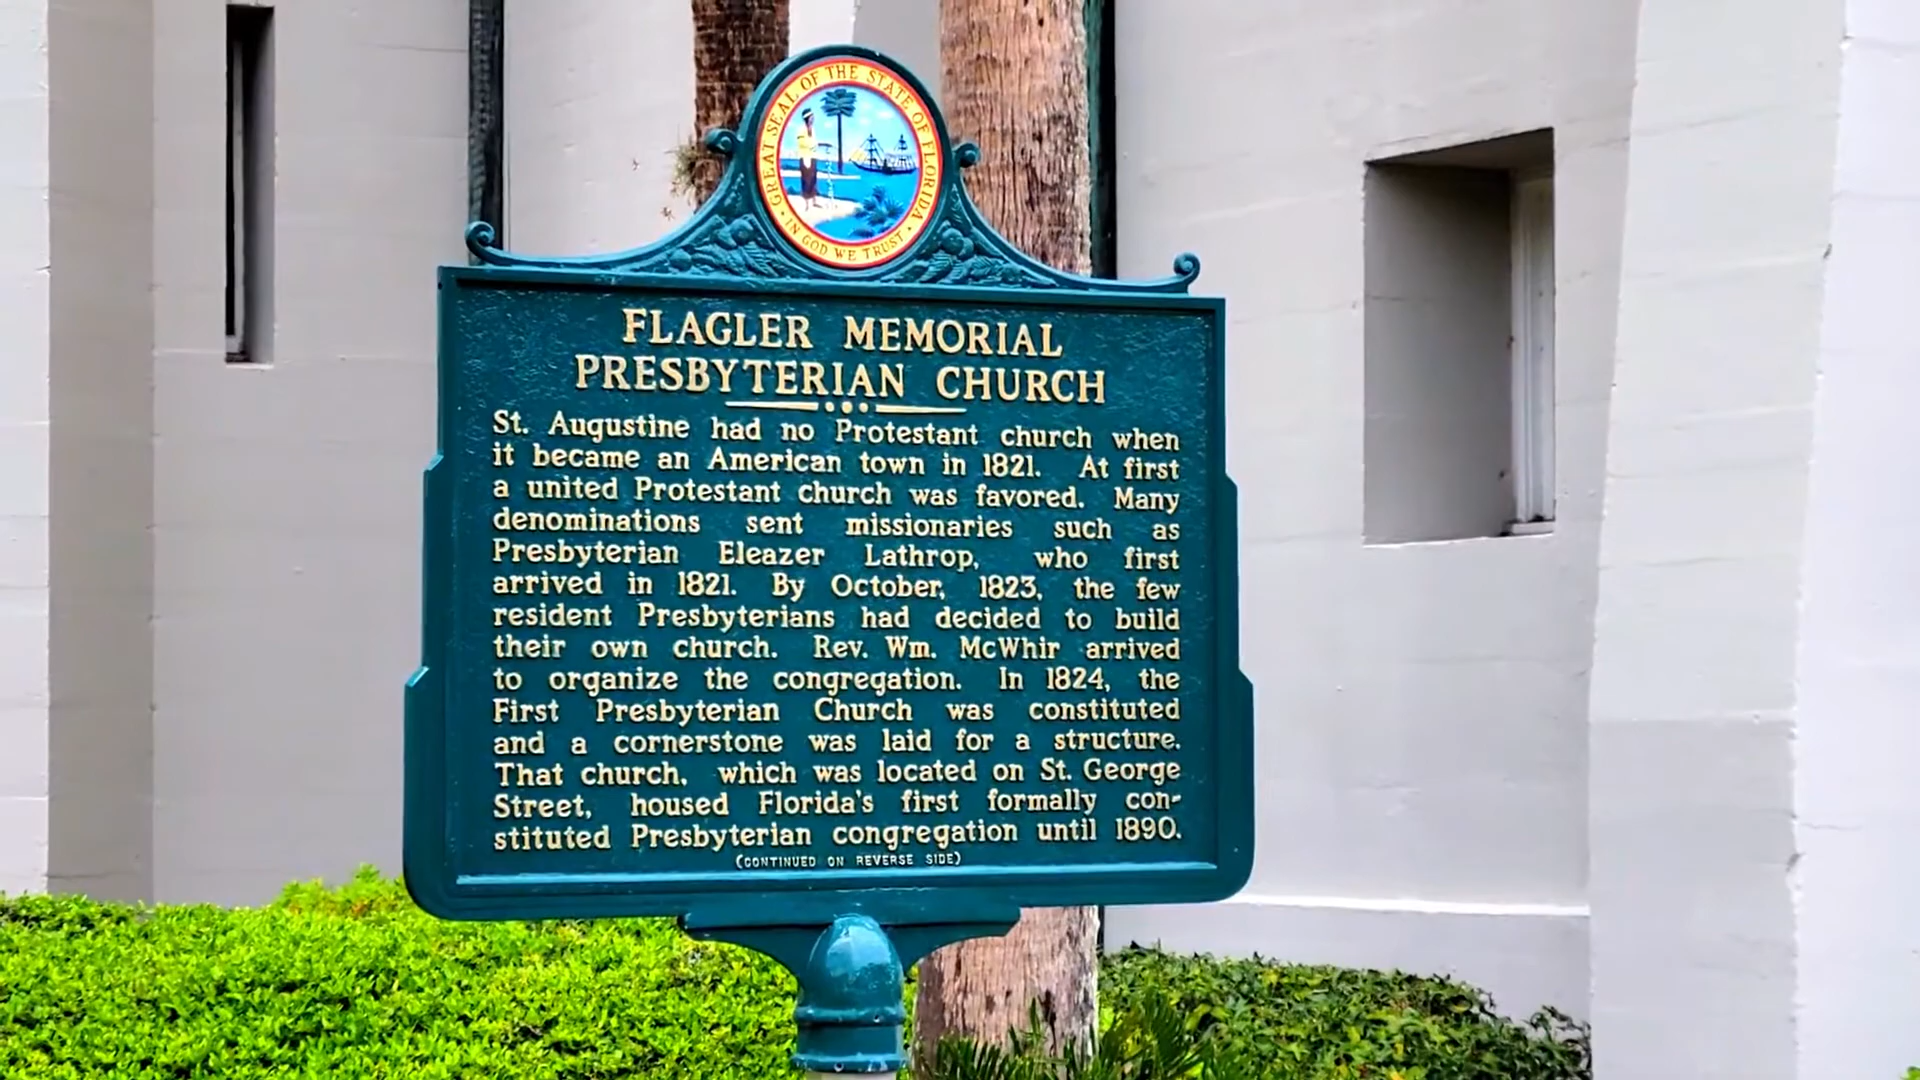 GREAT SEAL OF THE STATE OF FLORIDA
IN GOD WE TRUST
FLAGLER MEMORIAL
PRESBYTERIAN CHURCH
St. Augustine had no Protestant church when
it became an American town in 1821. At first
a united Protestant church was favored. Many
denominations sent missionaries such as
Presbyterian Eleazer Lathrop, who first
arrived in 1821. By October, 1823, the few
resident Presbyterians had decided to build
their own church. Rev. Wm. McWhir arrived
to organize the congregation. In 1824, the
First Presbyterian Church was constituted
and a cornerstone was laid for a structure.
That church, which was located on St. George
Street, housed Florida's first formally con-
stituted Presbyterian congregation until 1890.
(CONTINUED ON REVERSE SIDE)